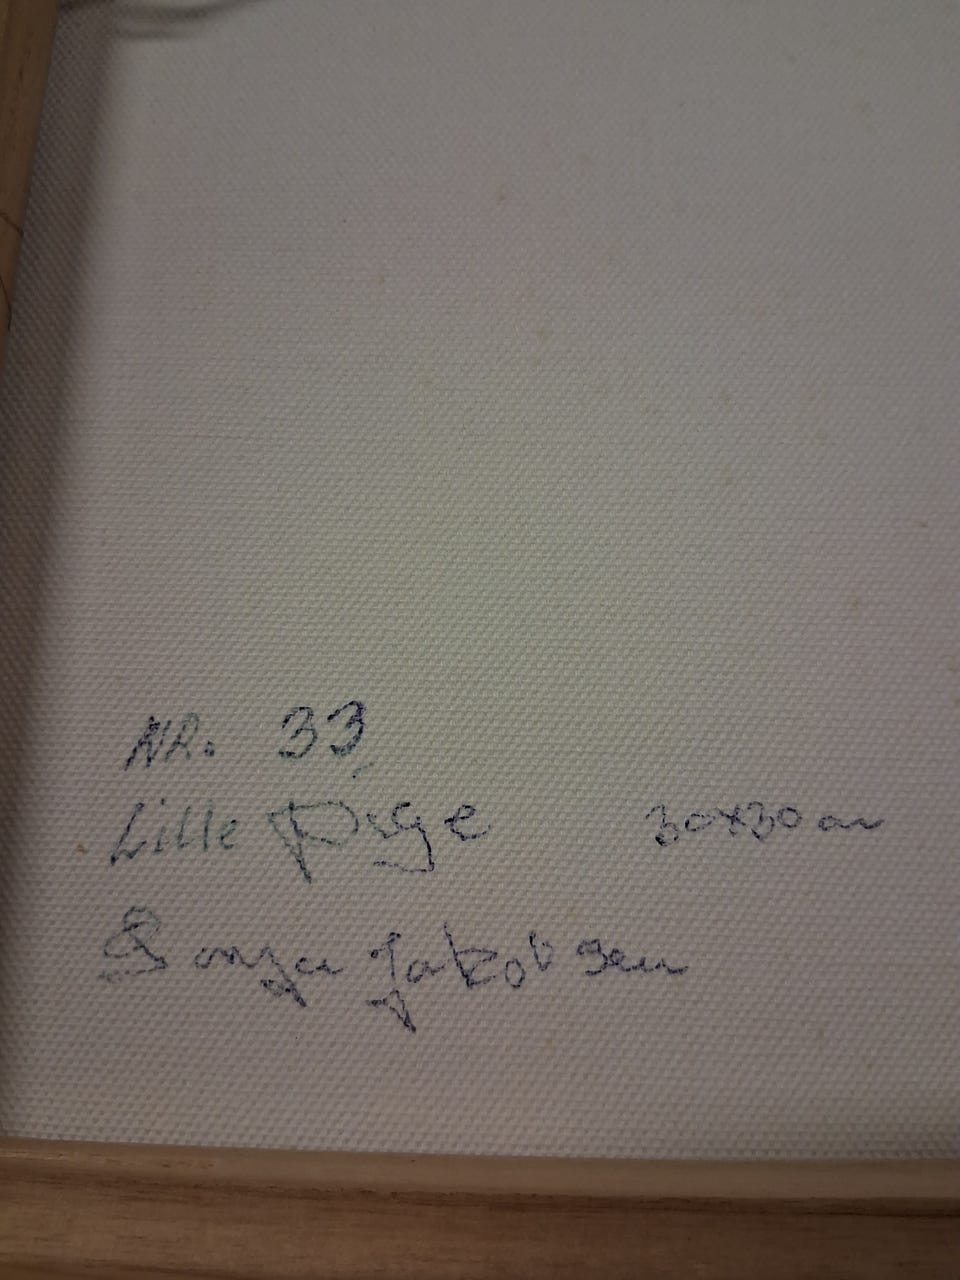 NR. 33
Lille Pige 30x30 cm
Sonja Jakobsen